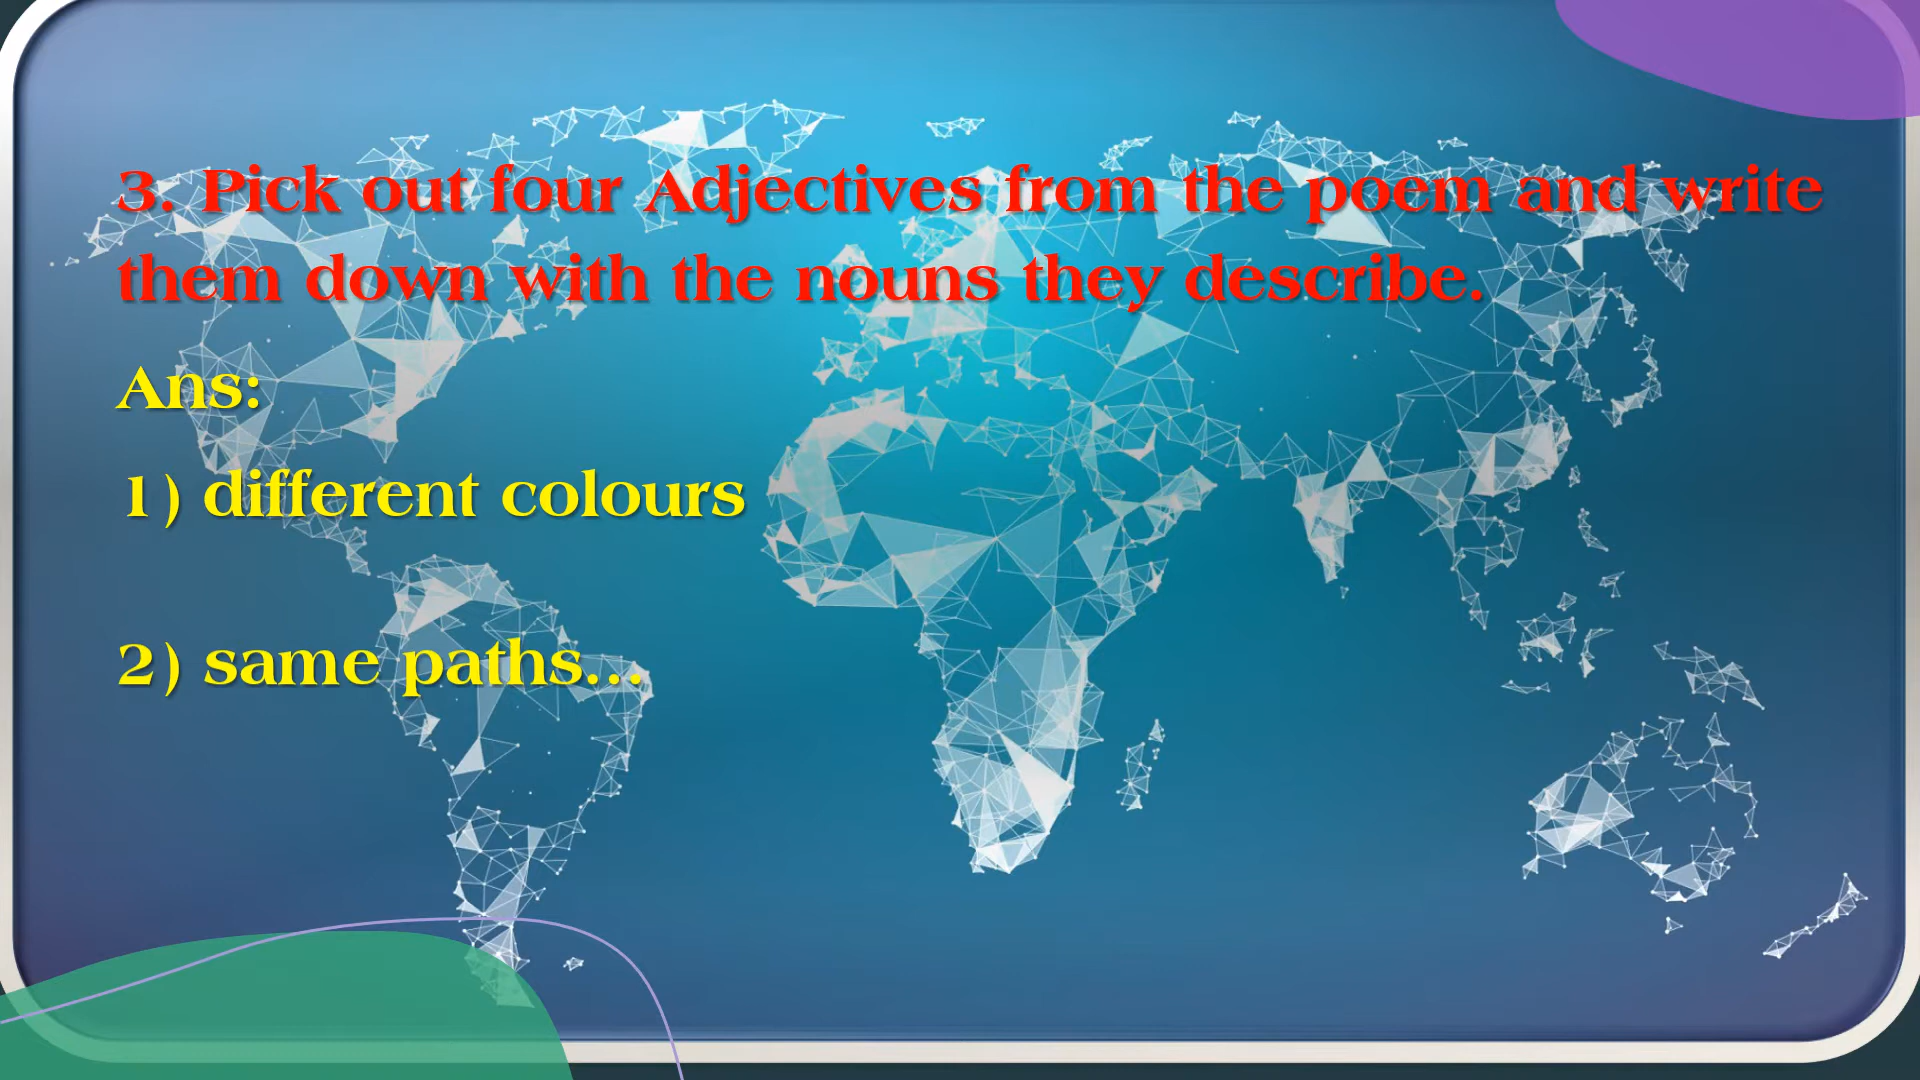 3. Pick out four Adjectives from the poem and write
them down with the nouns they describe.
Ans:
1) different colours
2) same paths...